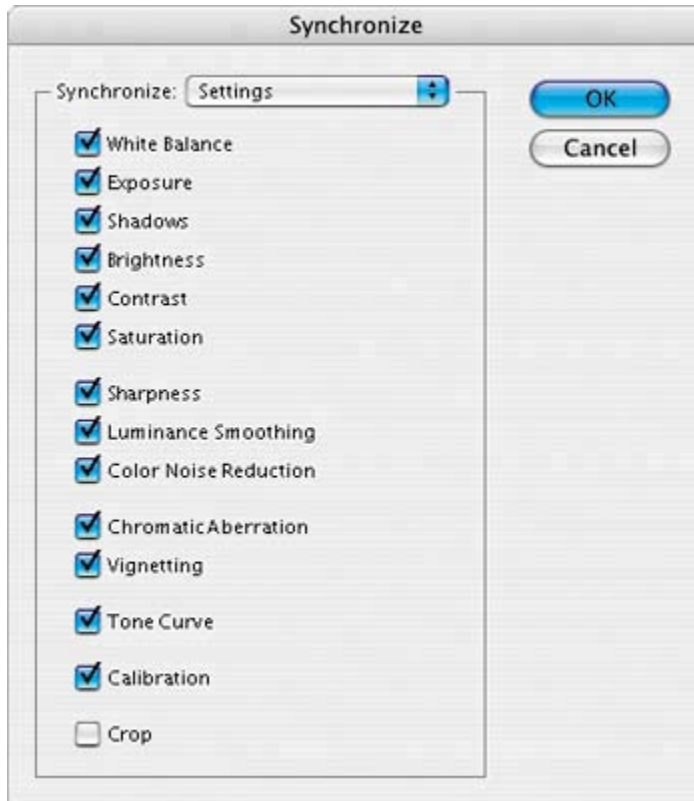 Synchronize
Synchronize: Settings
OK
Cancel
White Balance
Exposure
Shadows
Brightness
Contrast
Saturation
Sharpness
Luminance Smoothing
Color Noise Reduction
Chromatic Aberration
Vignetting
Tone Curve
Calibration
Crop